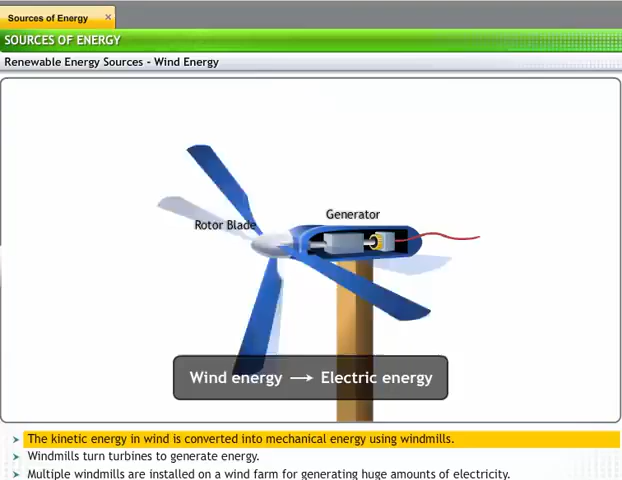 Sources of Energy
SOURCES OF ENERGY
Renewable Energy Sources - Wind Energy
Generator
Rotor Blade
Wind energy → Electric energy
The kinetic energy in wind is converted into mechanical energy using windmills.
Windmills turn turbines to generate energy.
Multiple windmills are installed on a wind farm for generating huge amounts of electricity.